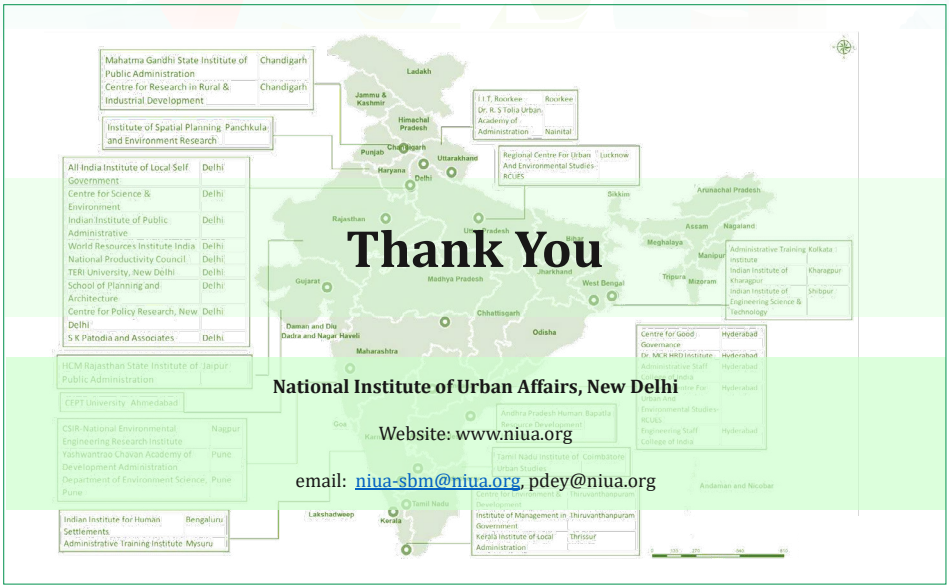 Mahatma Gandhi State Institute of Chandigarh
Public Administration
Centre for Research in Rural & Chandigarh
Industrial Development
Institute of Spatial Planning Panchkula
and Environment Research
All India Institute of Local Self Delhi
Government
Centre for Science & Delhi
Environment
Indian Institute of Public Delhi
Administrative
World Resources Institute India Delhi
National Productivity Council Delhi
TERI University, New Delhi Delhi
School of Planning and Delhi
Architecture
Centre for Policy Research, New Delhi
Delhi
S K Patodia and Associates Delhi
HCM Rajasthan State Institute of Jaipur
Public Administration
CEPT University Ahmedabad
CSIR-National Environmental Nagpur
Engineering Research Institute
Yashwantrao Chavan Academy of Pune
Development Administration
Department of Environment Science, Pune
Pune
Indian Institute for Human Bengaluru
Settlements
Administrative Training Institute Mysuru
Ladakh
Jammu &
Kashmir
Himachal
Pradesh
Punjab
Chandigarh
Uttarakhand
Haryana
Delhi
Rajasthan
Uttar Pradesh
Bihar
Sikkim
Arunachal Pradesh
Assam
Nagaland
Meghalaya
Manipur
Tripura
Mizoram
Gujarat
Madhya Pradesh
Jharkhand
West Bengal
Chhattisgarh
Daman and Diu
Dadra and Nagar Haveli
Odisha
Maharashtra
Goa
Tamil Nadu
Lakshadweep
Kerala
Andaman and Nicobar
I.I.T, Roorkee Roorkee
Dr. R. S Tolia Urban
Academy of
Administration Nainital
Regional Centre For Urban Lucknow
And Environmental Studies-
RCUES
Administrative Training Kolkata
Institute
Indian Institute of Kharagpur
Kharagpur
Indian Institute of Shibpur
Engineering Science &
Technology
Centre for Good Hyderabad
Governance
Dr. MCR HRD Institute Hyderabad
Administrative Staff Hyderabad
College of India
Centre For Hyderabad
Urban And
Environmental Studies-
RCUES
Engineering Staff Hyderabad
College of India
Andhra Pradesh Human Bapatla
Resource Development
Tamil Nadu Institute of Coimbatore
Urban Studies
Centre for Environment & Thiruvanthanpuram
Development
Institute of Management in Thiruvanthanpuram
Government
Kerala Institute of Local Thrissur
Administration
Thank You
National Institute of Urban Affairs, New Delhi
Website: www.niua.org
email: niua-sbm@niua.org, pdey@niua.org